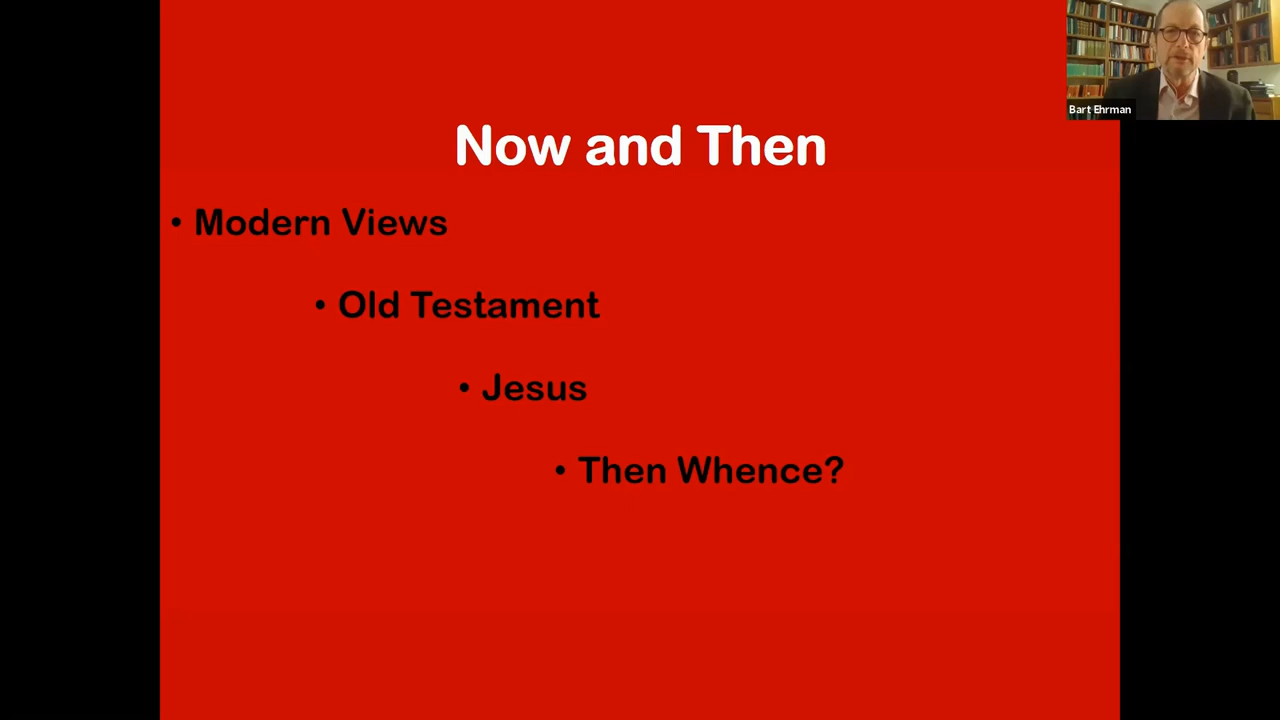 Bart Ehrman
Now and Then
• Modern Views
• Old Testament
• Jesus
• Then Whence?